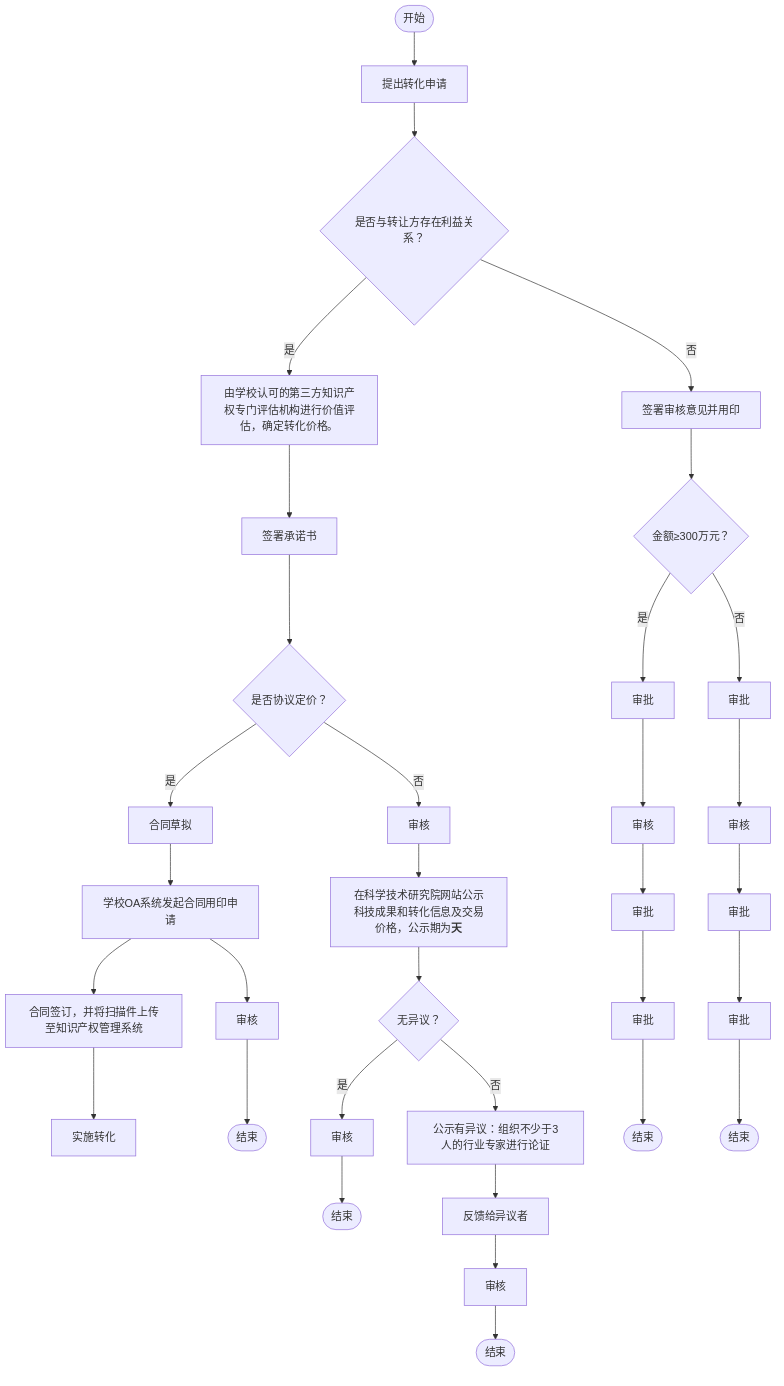 开始
提出转化申请
是否与转让方存在利益关
系？
是
否
由学校认可的第三方知识产
权专门评估机构进行价值评
估，确定转化价格。
签署审核意见并用印
签署承诺书
金额≥300万元？
是
否
审批
审批
是否协议定价？
是
否
合同草拟
审核
审核
审核
学校OA系统发起合同用印申
请
在科学技术研究院网站公示
科技成果和转化信息及交易
价格，公示期为天
审批
审批
合同签订，并将扫描件上传
至知识产权管理系统
审核
无异议？
审批
审批
是
否
实施转化
结束
审核
公示有异议：组织不少于3
人的行业专家进行论证
结束
结束
结束
反馈给异议者
审核
结束